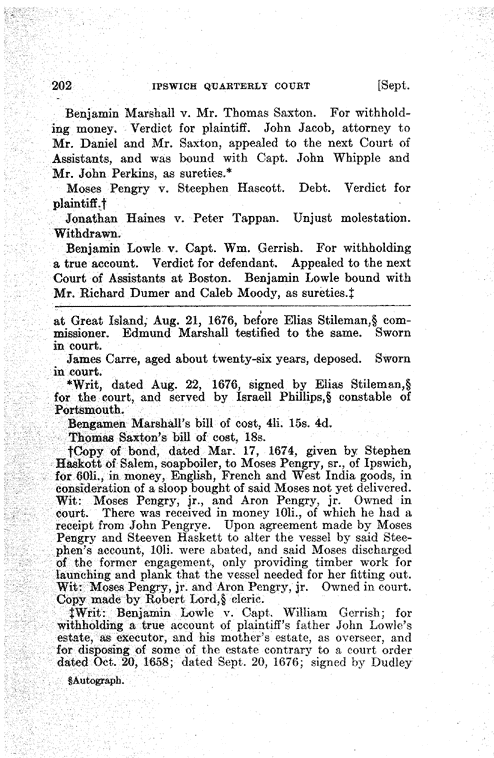 202 IPSWICH QUARTERLY COURT [Sept.
Benjamin Marshall v. Mr. Thomas Saxton. For withhold-
ing money. Verdict for plaintiff. John Jacob, attorney to
Mr. Daniel and Mr. Saxton, appealed to the next Court of
Assistants, and was bound with Capt. John Whipple and
Mr. John Perkins, as sureties.*
Moses Pengry v. Steephen Hascott. Debt. Verdict for
plaintiff.†
Jonathan Haines v. Peter Tappan. Unjust molestation.
Withdrawn.
Benjamin Lowle v. Capt. Wm. Gerrish. For withholding
a true account. Verdict for defendant. Appealed to the next
Court of Assistants at Boston. Benjamin Lowle bound with
Mr. Richard Dumer and Caleb Moody, as sureties.‡
at Great Island, Aug. 21, 1676, before Elias Stileman,§ com-
missioner. Edmund Marshall testified to the same. Sworn
in court.
James Carre, aged about twenty-six years, deposed. Sworn
in court.
*Writ, dated Aug. 22, 1676, signed by Elias Stileman,§
for the court, and served by Israell Phillips,§ constable of
Portsmouth.
Bengamen Marshall's bill of cost, 4li. 15s. 4d.
Thomas Saxton's bill of cost, 18s.
†Copy of bond, dated Mar. 17, 1674, given by Stephen
Haskott of Salem, soapboiler, to Moses Pengry, sr., of Ipswich,
for 60li., in money, English, French and West India goods, in
consideration of a sloop bought of said Moses not yet delivered.
Wit: Moses Pengry, jr., and Aron Pengry, jr. Owned in
court. There was received in money 10li., of which he had a
receipt from John Pengrye. Upon agreement made by Moses
Pengry and Steeven Haskett to alter the vessel by said Stee-
phen's account, 10li. were abated, and said Moses discharged
of the former engagement, only providing timber work for
launching and plank that the vessel needed for her fitting out.
Wit: Moses Pengry, jr. and Aron Pengry, jr. Owned in court.
Copy made by Robert Lord,§ cleric.
‡Writ: Benjamin Lowle v. Capt. William Gerrish; for
withholding a true account of plaintiff's father John Lowle's
estate, as executor, and his mother's estate, as overseer, and
for disposing of some of the estate contrary to a court order
dated Oct. 20, 1658; dated Sept. 20, 1676; signed by Dudley
§Autograph.